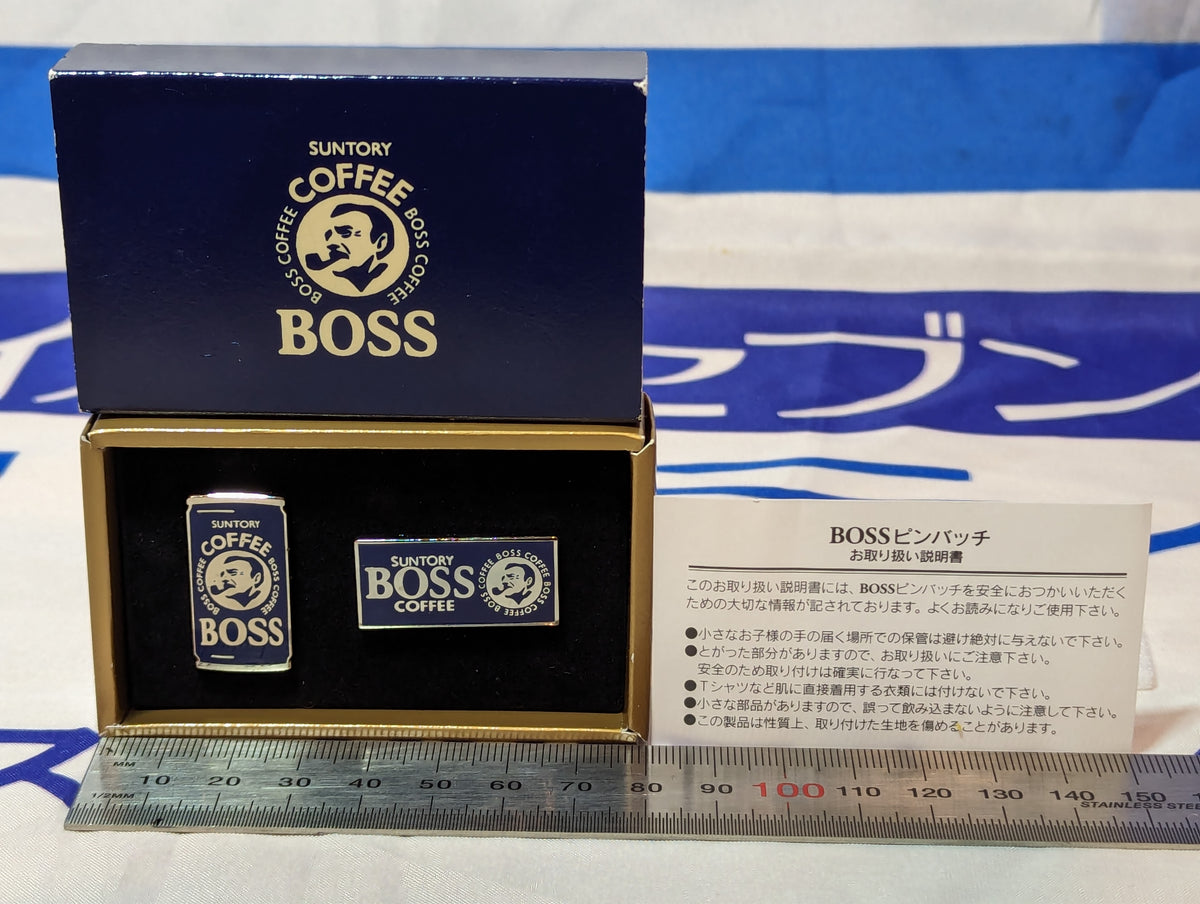 SUNTORY
COFFEE
BOSS COFFEE
BOSS COFFEE
BOSS
SUNTORY
COFFEE
BOSS COFFEE
BOSS COFFEE
BOSS
SUNTORY
BOSS
COFFEE
COFFEE BOSS COFFEE BOSS
BOSS COFFEE
セブン
BOSSピンバッチ
お取り扱い説明書
このお取り扱い説明書には、BOSSピンバッチを安全におつかいいただく
ための大切な情報が記されております。よくお読みになりご使用下さい。
●小さなお子様の手の届く場所での保管は避け絶対に与えないで下さい。
●とがった部分がありますので、お取り扱いにご注意下さい。
安全のため取り付けは確実に行なって下さい。
●Tシャツなど肌に直接着用する衣類には付けないで下さい。
●小さな部品がありますので、誤って飲み込まないように注意して下さい。
●この製品は性質上、取り付けた生地を傷めることがあります。
MM
10 20 30 40 50 60 70 80 90 100 110 120 130 140 150
1/2MM
STAINLESS STEE